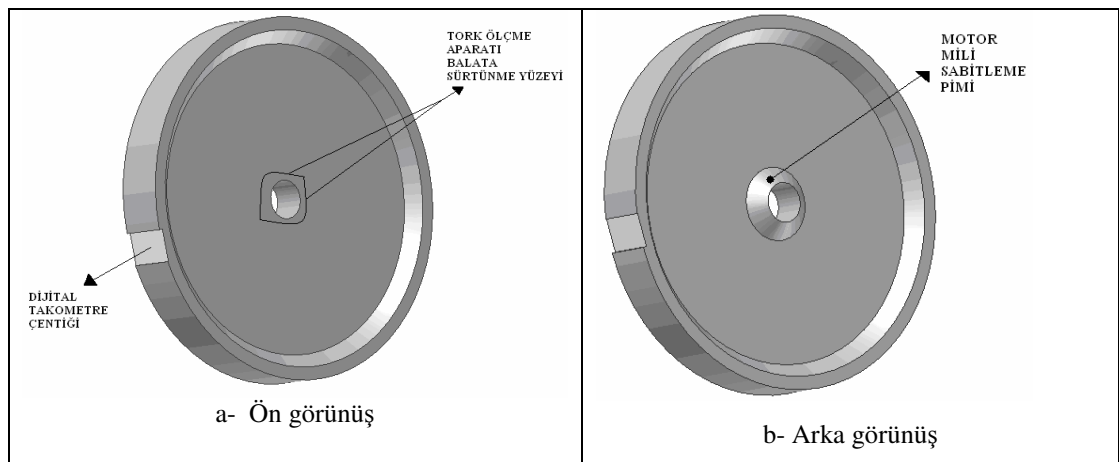 TORK ÖLÇME
APARATI
BALATA
SÜRTÜNME YÜZEYİ
DİJİTAL
TAKOMETRE
ÇENTİĞİ
a- Ön görünüş
MOTOR
MİLİ
SABİTLEME
PİMİ
b- Arka görünüş